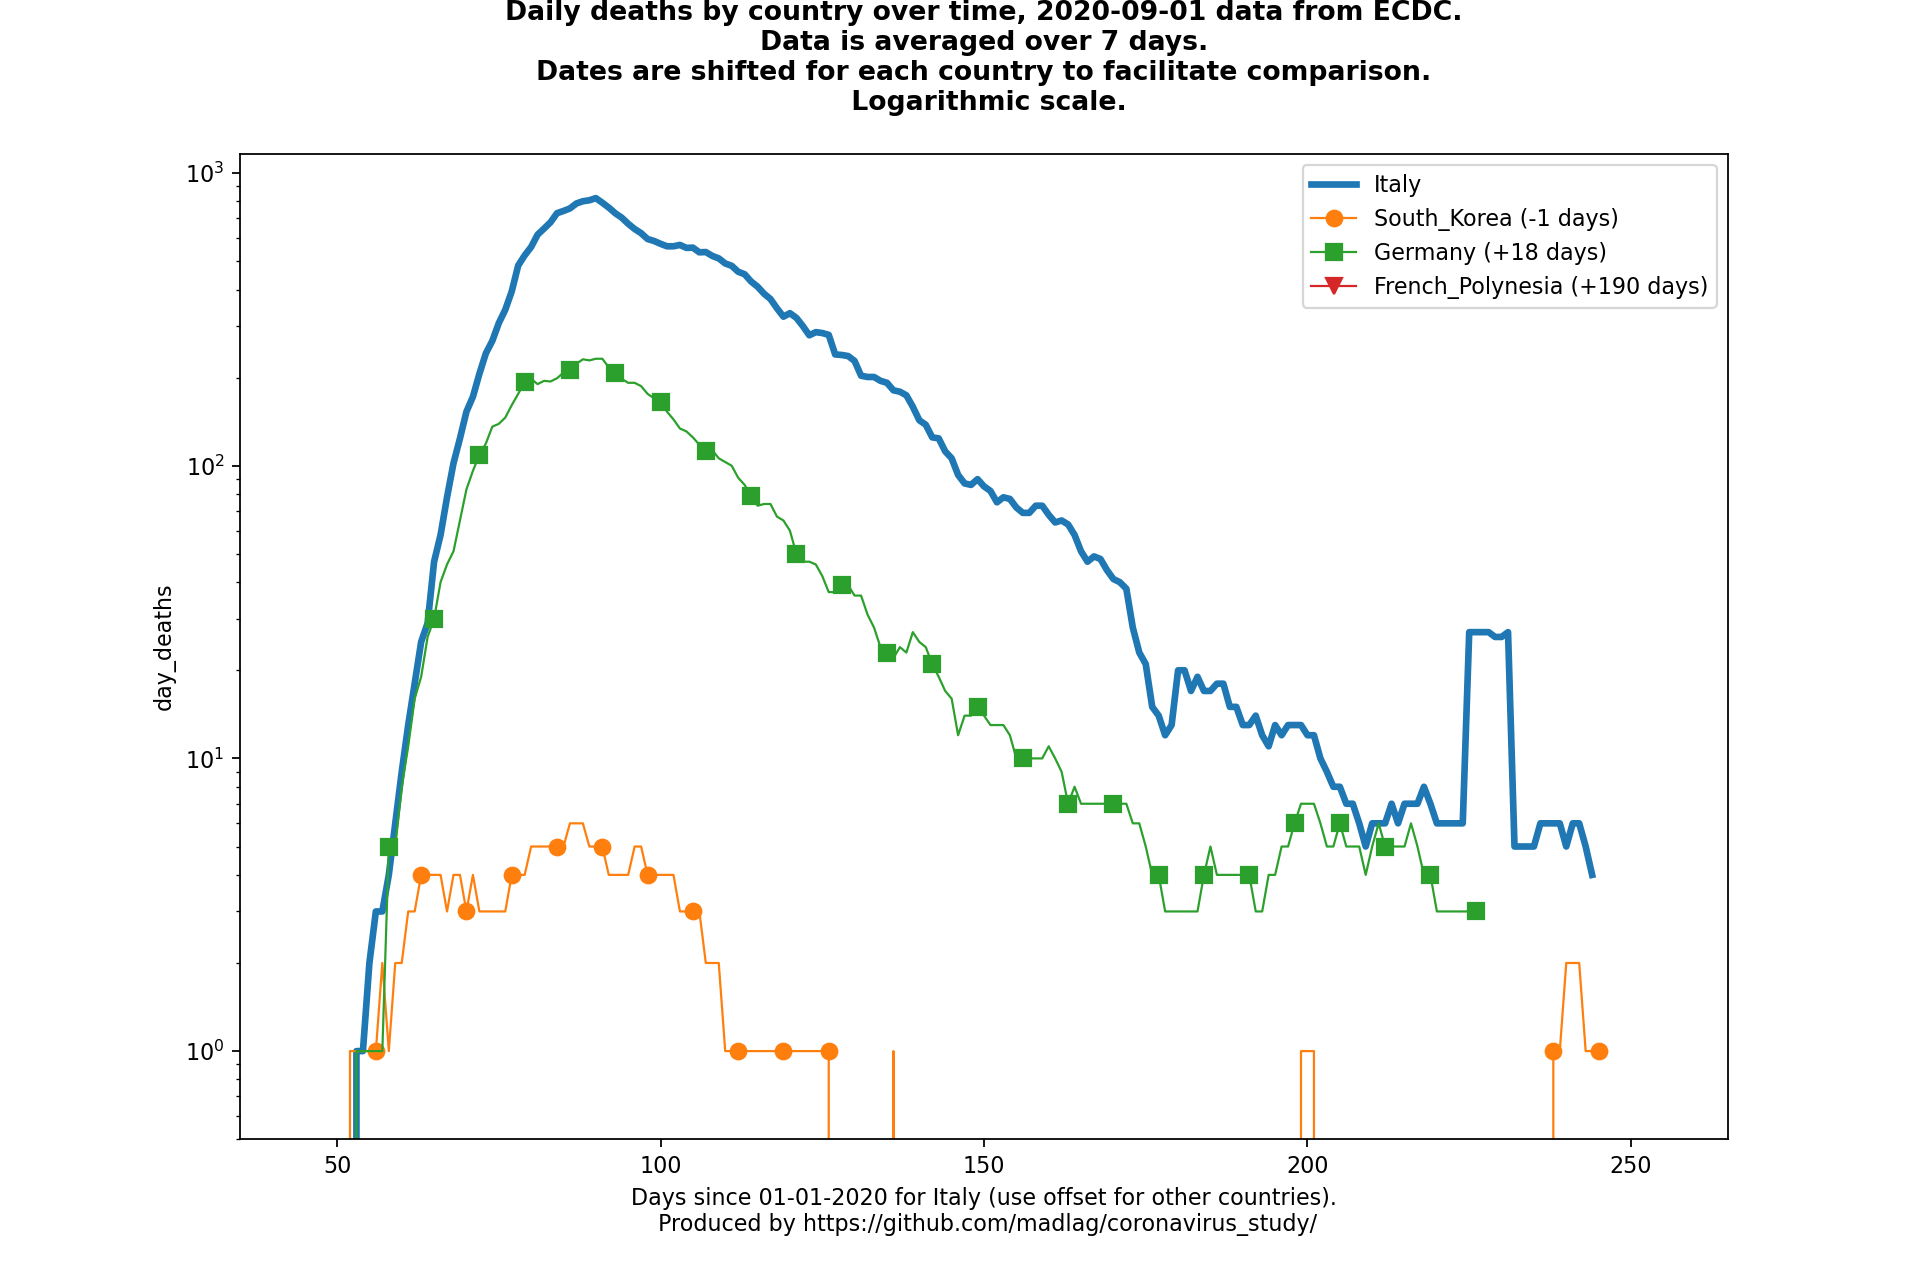 Daily deaths by country over time, 2020-09-01 data from ECDC.
Data is averaged over 7 days.
Dates are shifted for each country to facilitate comparison.
Logarithmic scale.
10³
10²
10¹
10⁰
day_deaths
Italy
South_Korea (-1 days)
Germany (+18 days)
French_Polynesia (+190 days)
50 100 150 200 250
Days since 01-01-2020 for Italy (use offset for other countries).
Produced by https://github.com/madlag/coronavirus_study/